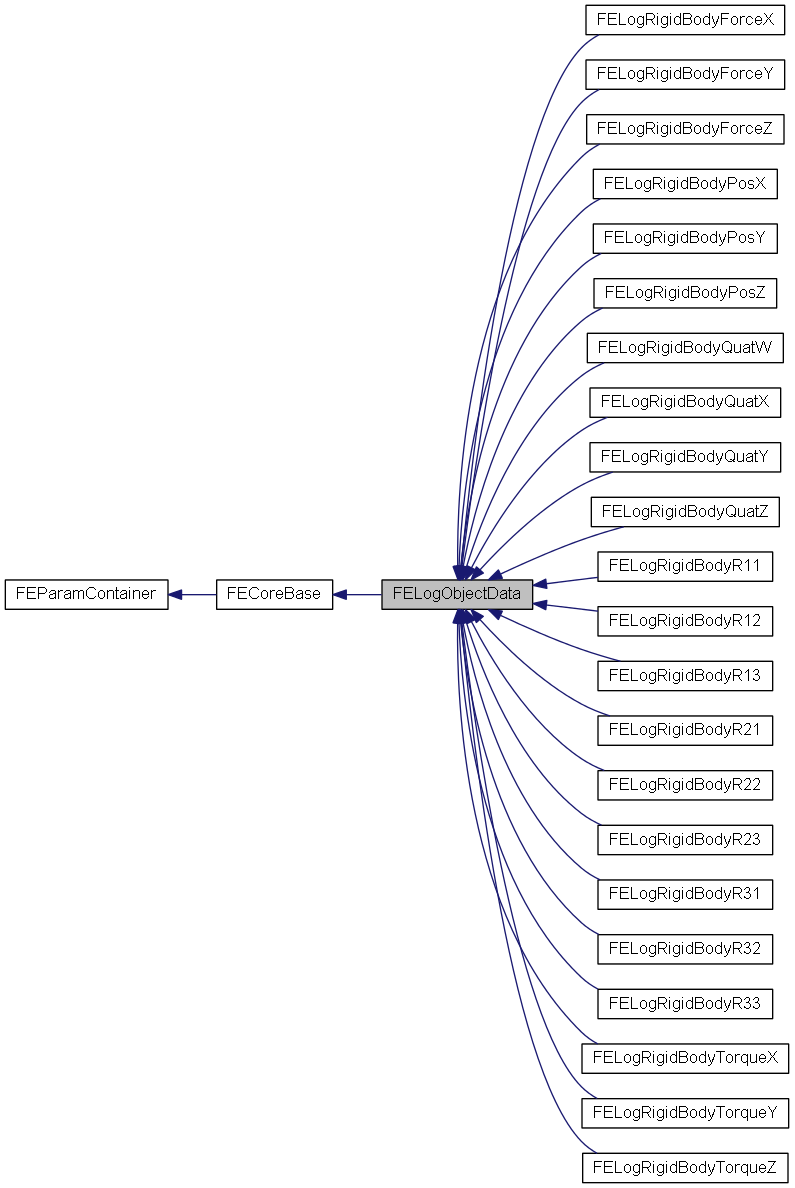 FELogRigidBodyForceX
FELogRigidBodyForceY
FELogRigidBodyForceZ
FELogRigidBodyPosX
FELogRigidBodyPosY
FELogRigidBodyPosZ
FELogRigidBodyQuatW
FELogRigidBodyQuatX
FELogRigidBodyQuatY
FELogRigidBodyQuatZ
FELogRigidBodyR11
FEParamContainer
FECoreBase
FELogObjectData
FELogRigidBodyR12
FELogRigidBodyR13
FELogRigidBodyR21
FELogRigidBodyR22
FELogRigidBodyR23
FELogRigidBodyR31
FELogRigidBodyR32
FELogRigidBodyR33
FELogRigidBodyTorqueX
FELogRigidBodyTorqueY
FELogRigidBodyTorqueZ